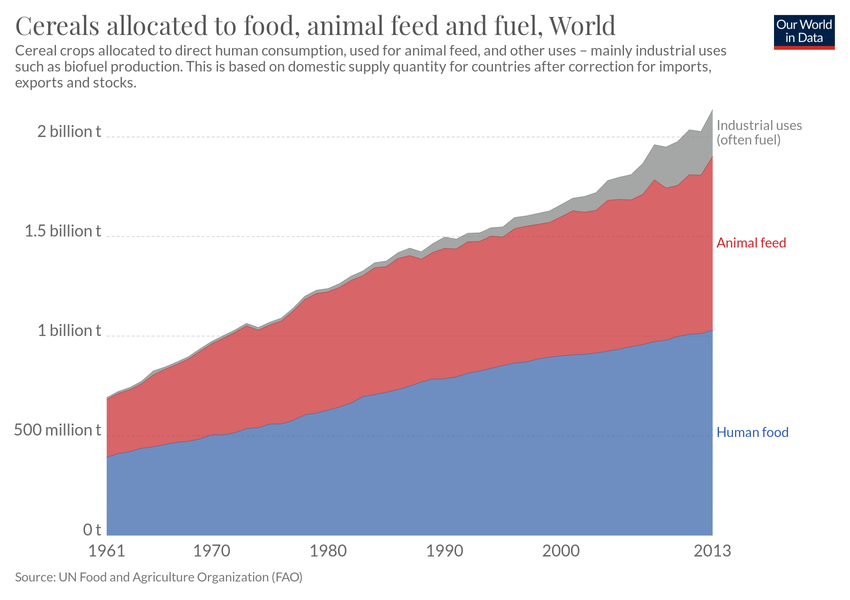 Cereals allocated to food, animal feed and fuel, World
Our World
in Data
Cereal crops allocated to direct human consumption, used for animal feed, and other uses – mainly industrial uses
such as biofuel production. This is based on domestic supply quantity for countries after correction for imports,
exports and stocks.
2 billion t
1.5 billion t
1 billion t
500 million t
0 t
Industrial uses
(often fuel)
Animal feed
Human food
1961
1970
1980
1990
2000
2013
Source: UN Food and Agriculture Organization (FAO)